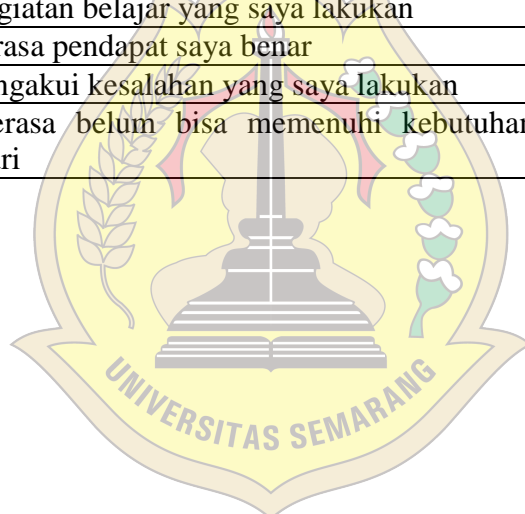 giatan belajar yang saya lakukan
rasa pendapat saya benar
ngakui kesalahan yang saya lakukan
erasa belum bisa memenuhi kebutuhan
ri
UNIVERSITAS SEMARANG